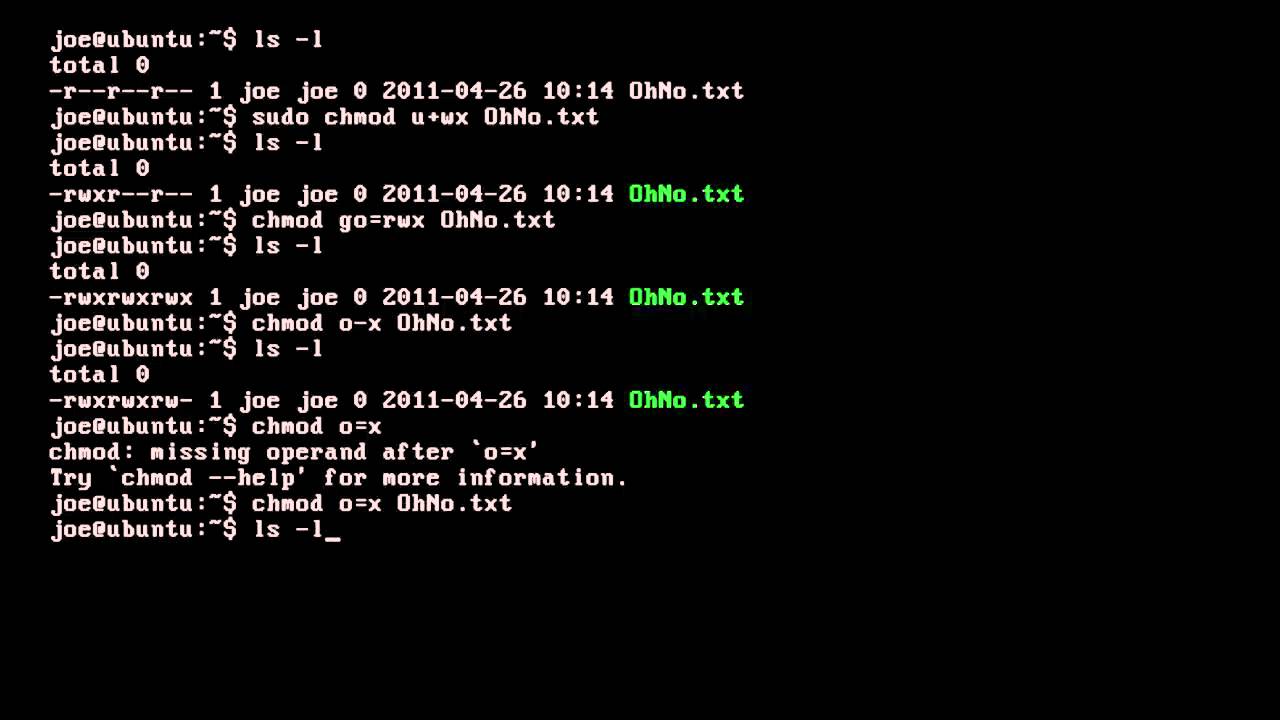 joe@ubuntu:~$ ls -l
total 0
-r--r--r-- 1 joe joe 0 2011-04-26 10:14 OhNo.txt
joe@ubuntu:~$ sudo chmod u+wx OhNo.txt
joe@ubuntu:~$ ls -l
total 0
-rwxr--r-- 1 joe joe 0 2011-04-26 10:14 OhNo.txt
joe@ubuntu:~$ chmod go=rwx OhNo.txt
joe@ubuntu:~$ ls -l
total 0
-rwxrwxrwx 1 joe joe 0 2011-04-26 10:14 OhNo.txt
joe@ubuntu:~$ chmod o-x OhNo.txt
joe@ubuntu:~$ ls -l
total 0
-rwxrwxrw- 1 joe joe 0 2011-04-26 10:14 OhNo.txt
joe@ubuntu:~$ chmod o=x
chmod: missing operand after `o=x'
Try `chmod --help' for more information.
joe@ubuntu:~$ chmod o=x OhNo.txt
joe@ubuntu:~$ ls -l_